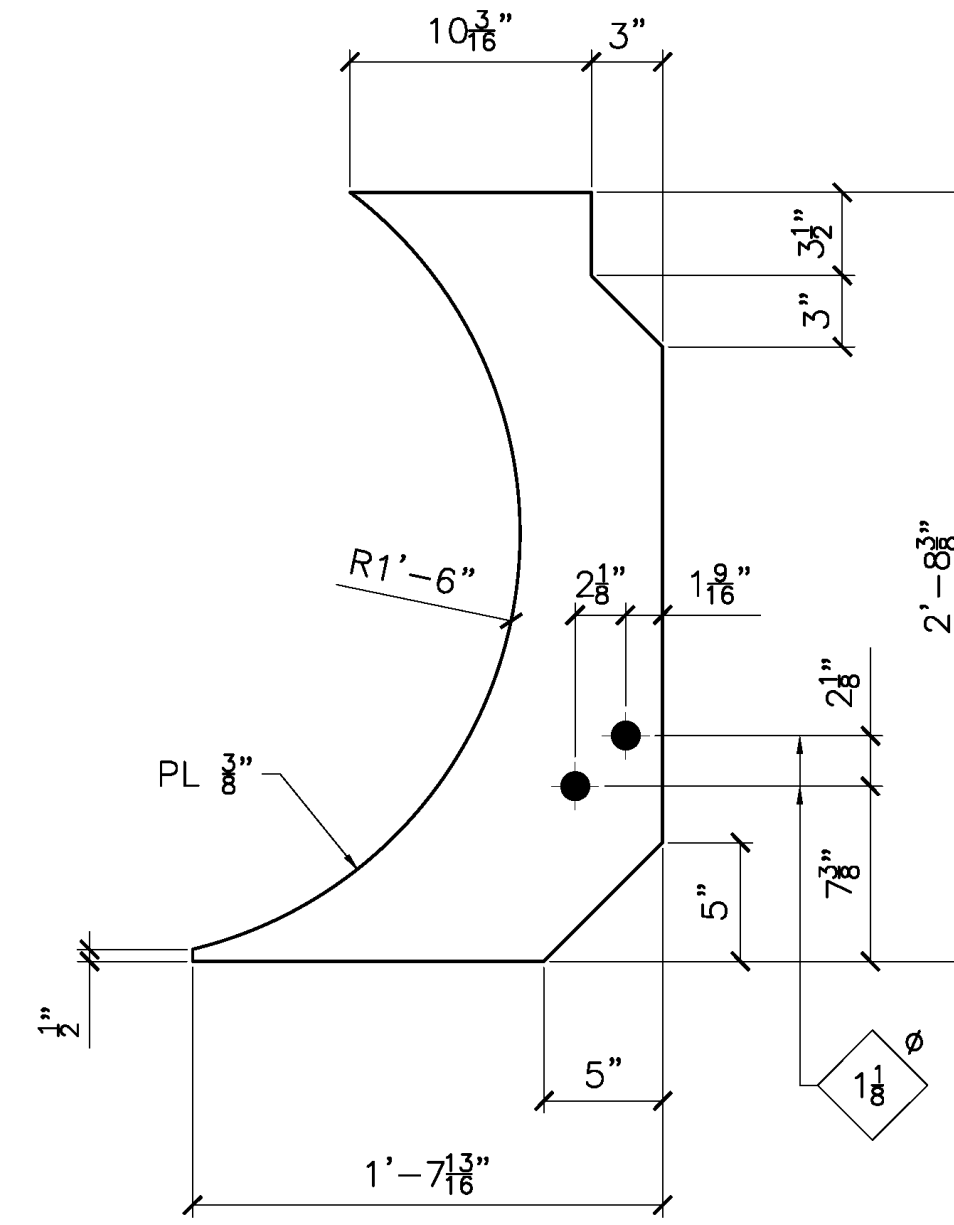 10 3/16" 3"
3 1/2"
3"
2'-8 3/8"
R1'-6"
2 1/8" 1 9/16"
2 1/8"
PL 3/8"
7 3/8"
5"
1/2"
ø
1 1/8
5"
1'-7 13/16"